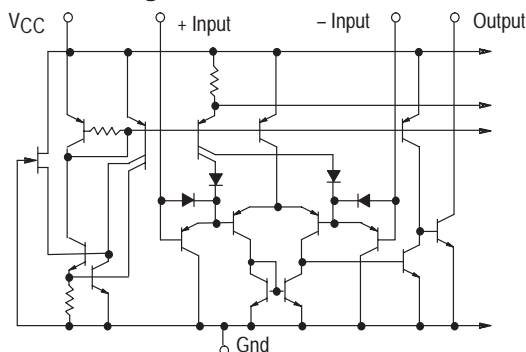 VCC
+ Input
– Input
Output
Gnd